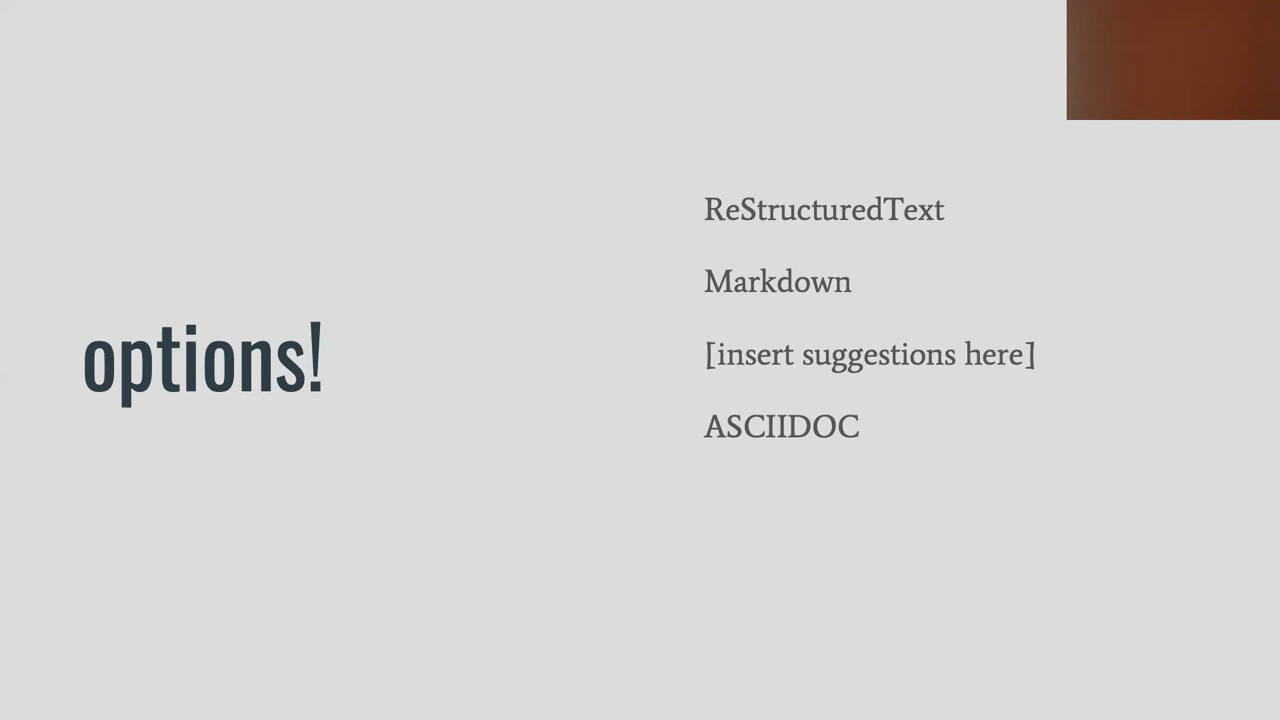 options!
ReStructuredText
Markdown
[insert suggestions here]
ASCIIDOC